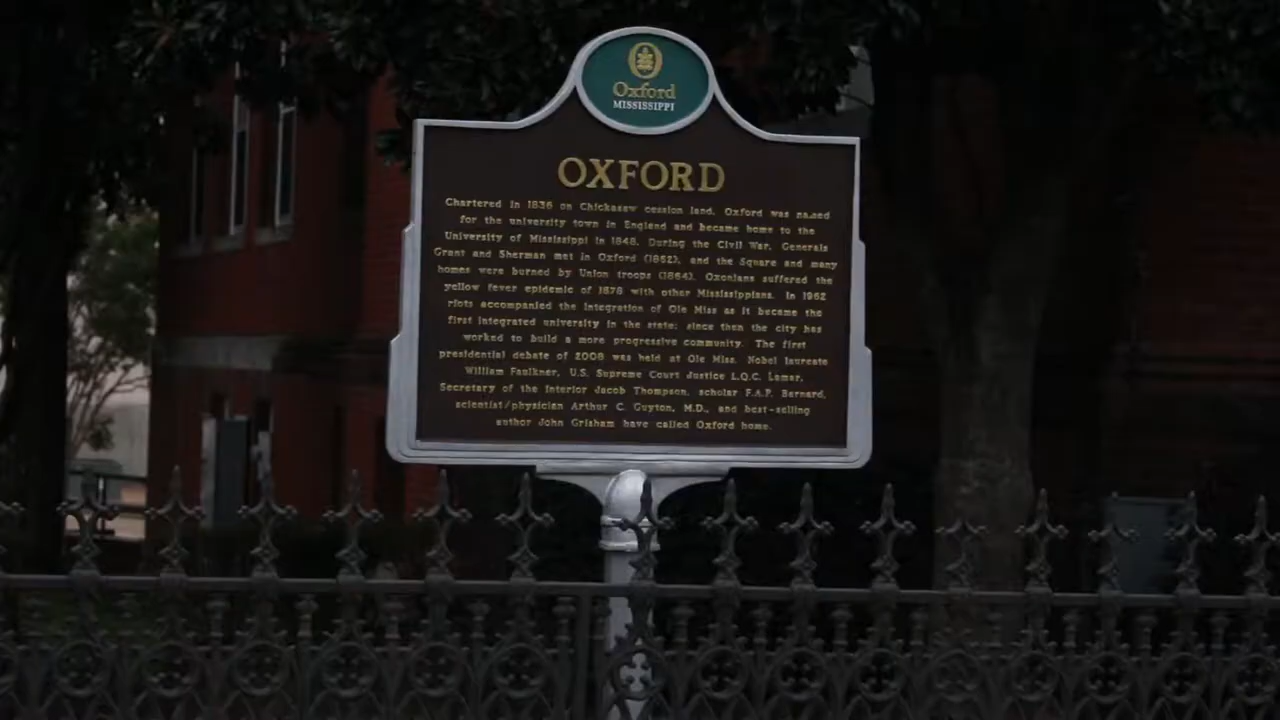 Oxford
MISSISSIPPI
OXFORD
Chartered in 1836 on Chickasaw cession land, Oxford was named
for the university town in England and became home to the
University of Mississippi in 1848. During the Civil War, Generals
Grant and Sherman met in Oxford (1862), and the Square and many
homes were burned by Union troops (1864). Oxonians suffered the
yellow fever epidemic of 1878 with other Mississippians. In 1962
riots accompanied the integration of Ole Miss as it became the
first integrated university in the state; since then the city has
worked to build a more progressive community. The first
presidential debate of 2008 was held at Ole Miss. Nobel laureate
William Faulkner, U.S. Supreme Court Justice L.Q.C. Lamar,
Secretary of the Interior Jacob Thompson, scholar F.A.P. Barnard,
scientist/physician Arthur C. Guyton, M.D., and best-selling
author John Grisham have called Oxford home.